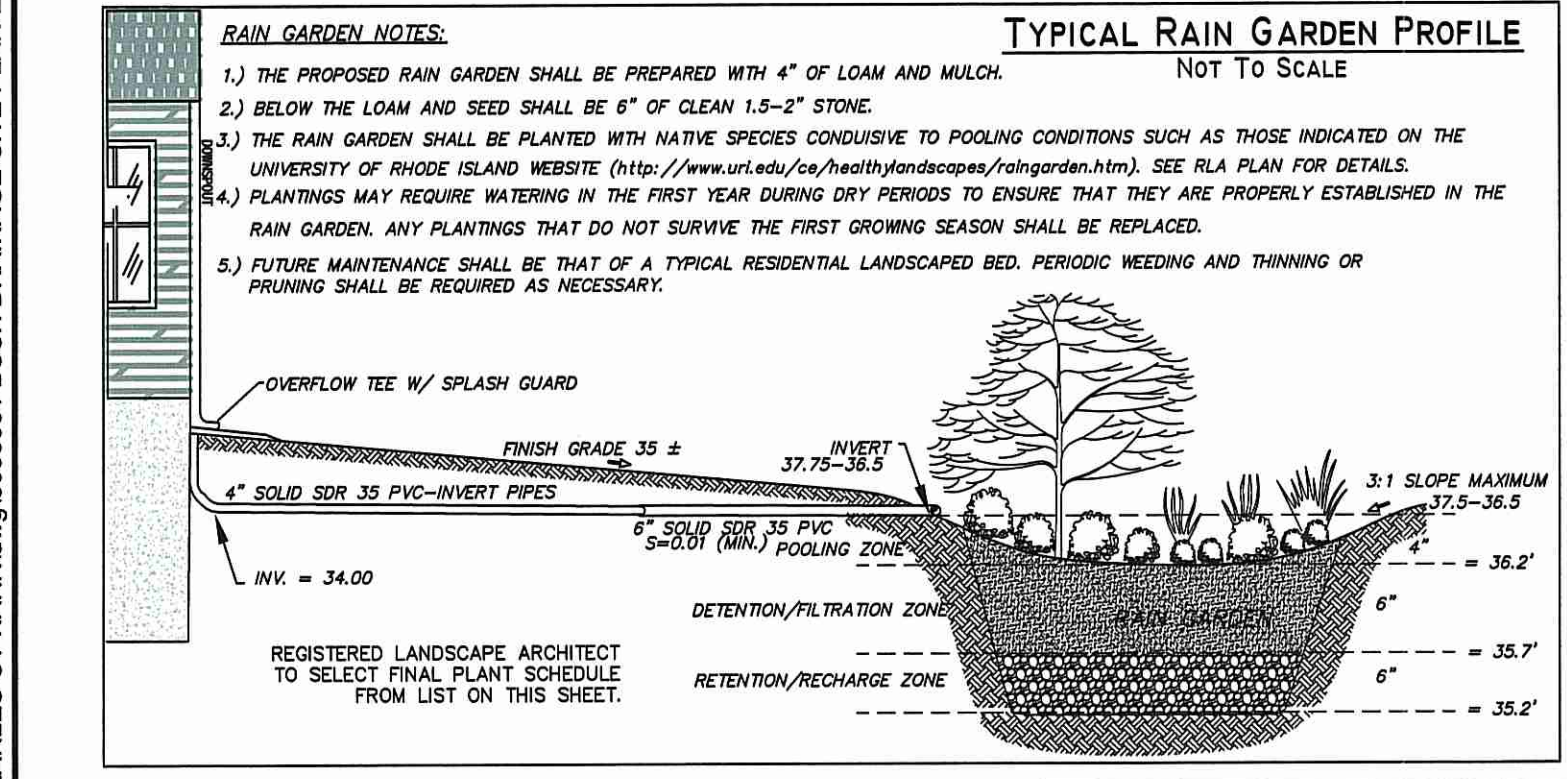 TYPICAL RAIN GARDEN PROFILE
NOT TO SCALE
RAIN GARDEN NOTES:
1.) THE PROPOSED RAIN GARDEN SHALL BE PREPARED WITH 4" OF LOAM AND MULCH.
2.) BELOW THE LOAM AND SEED SHALL BE 6" OF CLEAN 1.5-2" STONE.
3.) THE RAIN GARDEN SHALL BE PLANTED WITH NATIVE SPECIES CONDUISIVE TO POOLING CONDITIONS SUCH AS THOSE INDICATED ON THE
UNIVERSITY OF RHODE ISLAND WEBSITE (http://www.uri.edu/ce/healthylandscapes/raingarden.htm). SEE RLA PLAN FOR DETAILS.
4.) PLANTINGS MAY REQUIRE WATERING IN THE FIRST YEAR DURING DRY PERIODS TO ENSURE THAT THEY ARE PROPERLY ESTABLISHED IN THE
RAIN GARDEN. ANY PLANTINGS THAT DO NOT SURVIVE THE FIRST GROWING SEASON SHALL BE REPLACED.
5.) FUTURE MAINTENANCE SHALL BE THAT OF A TYPICAL RESIDENTIAL LANDSCAPED BED. PERIODIC WEEDING AND THINNING OR
PRUNING SHALL BE REQUIRED AS NECESSARY.
DOWNSPOUT
OVERFLOW TEE W/ SPLASH GUARD
FINISH GRADE 35 ±
INVERT
37.75-36.5
3:1 SLOPE MAXIMUM
37.5-36.5
4" SOLID SDR 35 PVC-INVERT PIPES
6" SOLID SDR 35 PVC
S=0.01 (MIN.)
POOLING ZONE
4"
= 36.2'
INV. = 34.00
DETENTION/FILTRATION ZONE
RAIN GARDEN
6"
= 35.7'
REGISTERED LANDSCAPE ARCHITECT
TO SELECT FINAL PLANT SCHEDULE
FROM LIST ON THIS SHEET.
RETENTION/RECHARGE ZONE
6"
= 35.2'